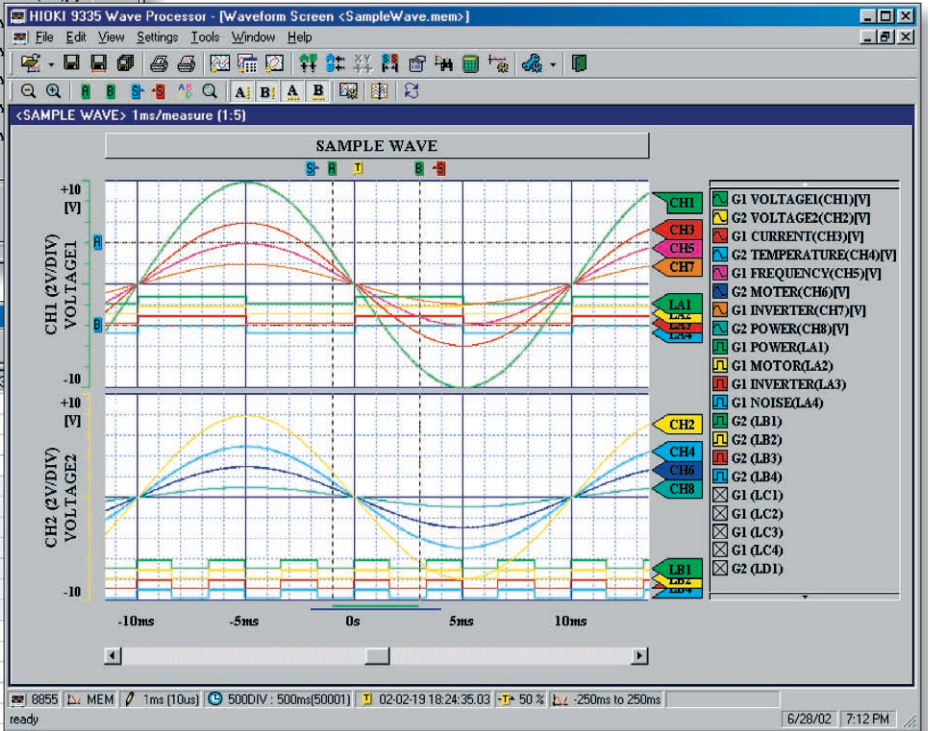 HIOKI 9335 Wave Processor - [Waveform Screen <SampleWave.mem>]
File Edit View Settings Tools Window Help
<SAMPLE WAVE> 1ms/measure (1:5)
SAMPLE WAVE
S A T B S
+10
[V]
A
CH1 (2V/DIV)
VOLTAGE1
B
-10
CH1
CH3
CH5
CH7
LA1
LA2
LA3
LA4
+10
[V]
CH2 (2V/DIV)
VOLTAGE2
-10
CH2
CH4
CH6
CH8
LB1
LB2
LB4
-10ms -5ms 0s 5ms 10ms
G1 VOLTAGE1(CH1)[V]
G2 VOLTAGE2(CH2)[V]
G1 CURRENT(CH3)[V]
G2 TEMPERATURE(CH4)[V]
G1 FREQUENCY(CH5)[V]
G2 MOTER(CH6)[V]
G1 INVERTER(CH7)[V]
G2 POWER(CH8)[V]
G1 POWER(LA1)
G1 MOTOR(LA2)
G1 INVERTER(LA3)
G1 NOISE(LA4)
G2 (LB1)
G2 (LB2)
G2 (LB3)
G2 (LB4)
G1 (LC1)
G1 (LC2)
G1 (LC3)
G1 (LC4)
G2 (LD1)
8855 MEM 1ms (10us) 500DIV : 500ms(50001) T 02-02-19 18:24:35.03 -T- 50 % -250ms to 250ms
ready 6/28/02 7:12 PM